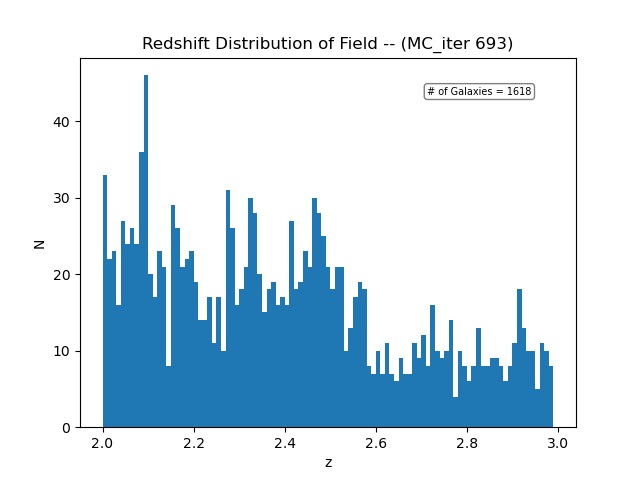 Redshift Distribution of Field -- (MC_iter 693)
# of Galaxies = 1618
40
30
20
10
0
N
2.0 2.2 2.4 2.6 2.8 3.0
z